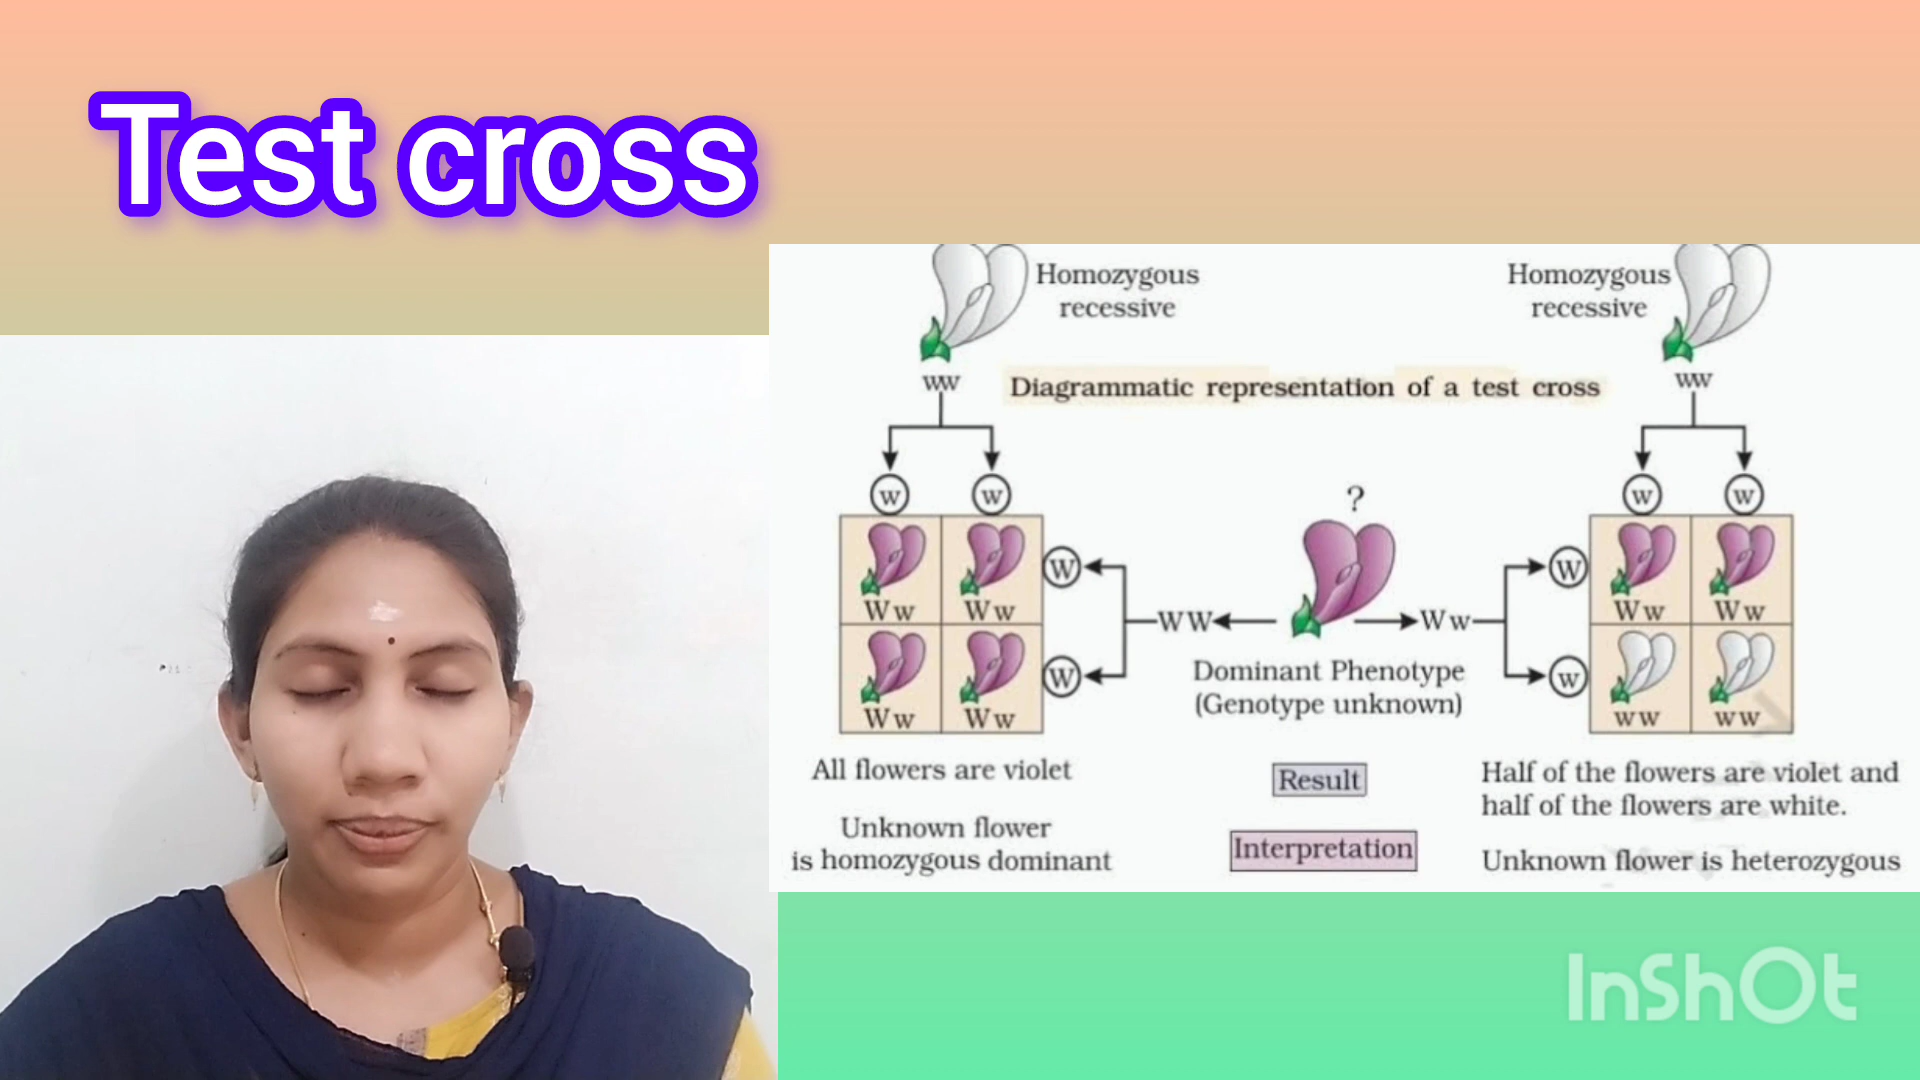 Test cross
Homozygous
recessive
Homozygous
recessive
ww
Diagrammatic representation of a test cross
ww
w w
w w
?
W
W
Ww Ww
W
W
Ww Ww
WW
Ww
Ww Ww
W
w
Ww Ww
ww ww
Dominant Phenotype
(Genotype unknown)
All flowers are violet
Result
Half of the flowers are violet and
half of the flowers are white.
Unknown flower
is homozygous dominant
Interpretation
Unknown flower is heterozygous
InShOt